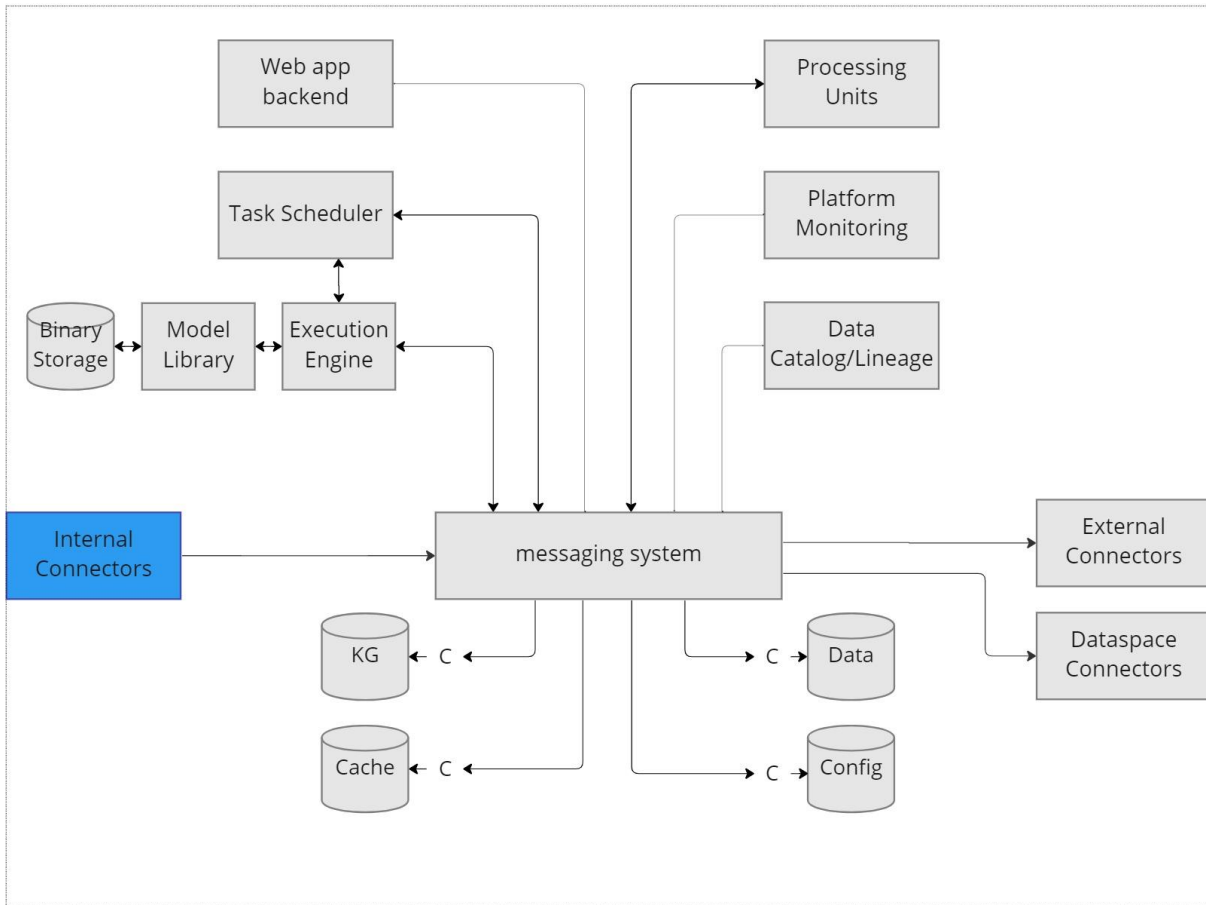 Web app
backend
Processing
Units
Task Scheduler
Platform
Monitoring
Binary
Storage
Model
Library
Execution
Engine
Data
Catalog/Lineage
Internal
Connectors
messaging system
External
Connectors
Dataspace
Connectors
KG
C
C
Data
Cache
C
C
Config